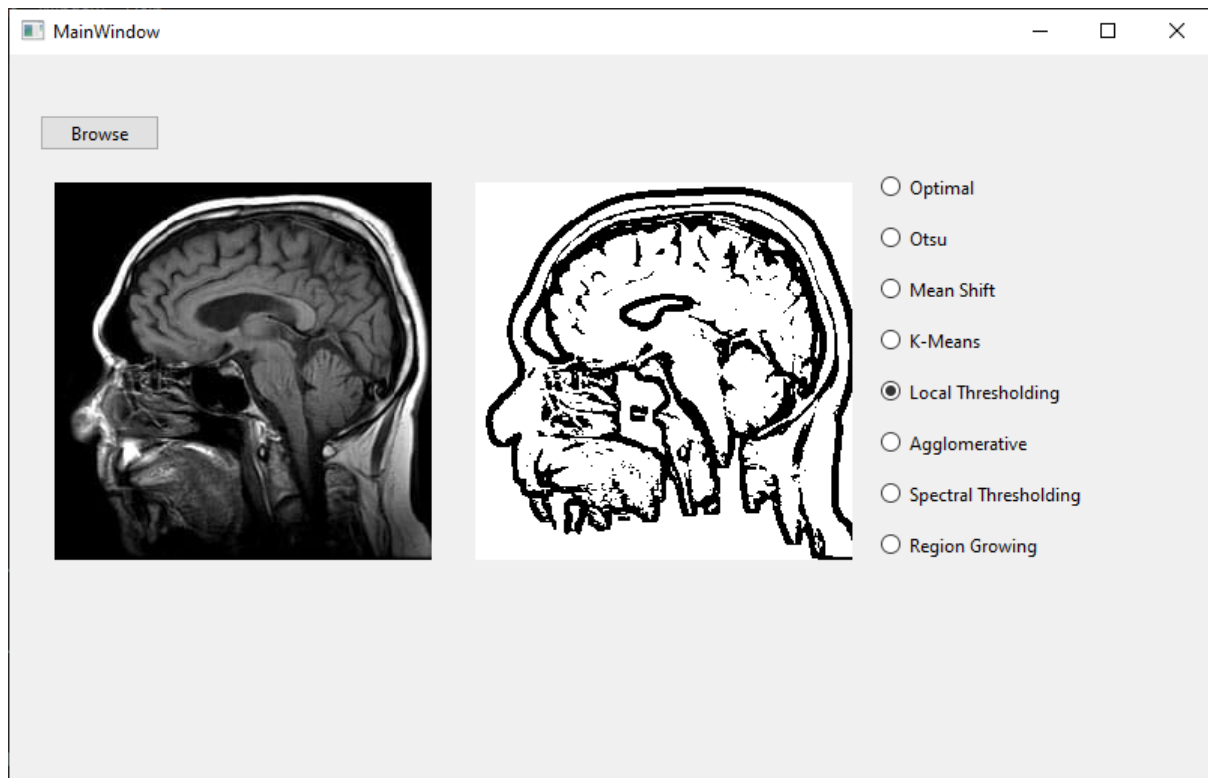 MainWindow
Browse
Optimal
Otsu
Mean Shift
K-Means
Local Thresholding
Agglomerative
Spectral Thresholding
Region Growing